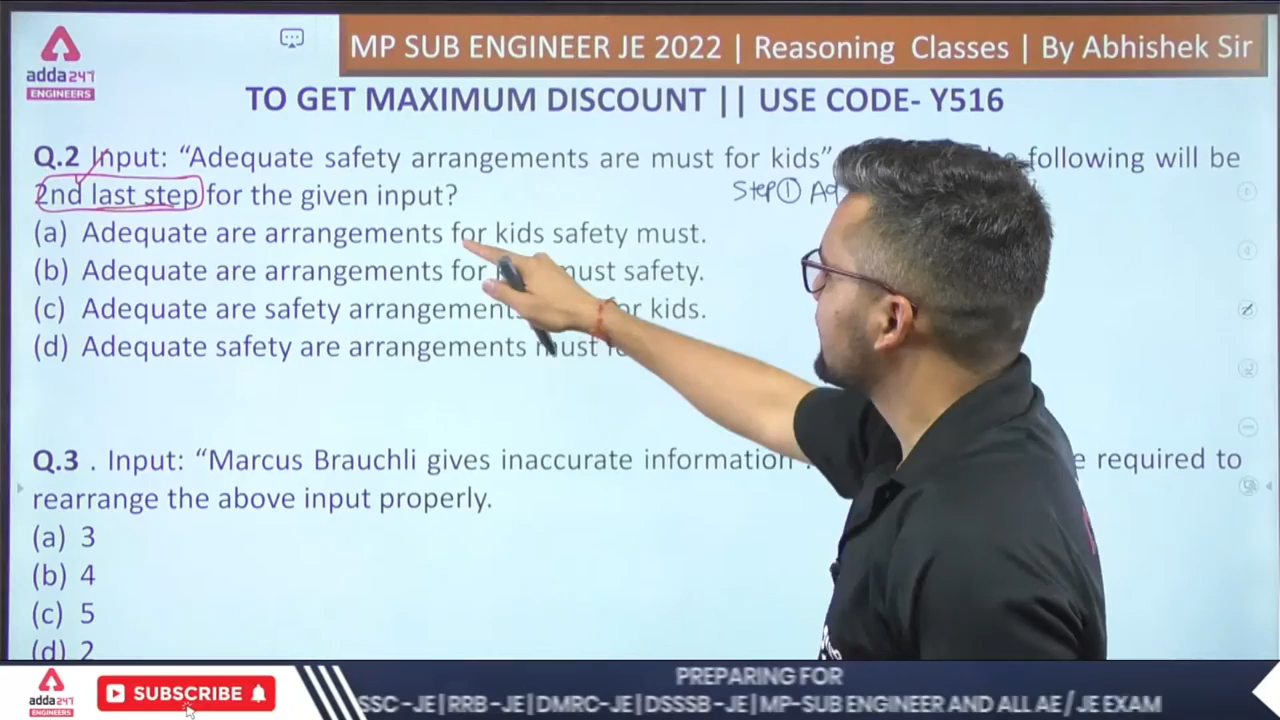 adda247
ENGINEERS
MP SUB ENGINEER JE 2022 | Reasoning Classes | By Abhishek Sir
TO GET MAXIMUM DISCOUNT || USE CODE- Y516
Q.2 Input: “Adequate safety arrangements are must for kids” following will be
2nd last step for the given input?
Step ① Ad
(a) Adequate are arrangements for kids safety must.
(b) Adequate are arrangements for must safety.
(c) Adequate are safety arrangement for kids.
(d) Adequate safety are arrangements must
Q.3 . Input: “Marcus Brauchli gives inaccurate information required to
rearrange the above input properly.
(a) 3
(b) 4
(c) 5
(d) 2
adda247
ENGINEERS
SUBSCRIBE
PREPARING FOR
SSC -JE | RRB -JE | DMRC-JE | DSSSB -JE | MP-SUB ENGINEER AND ALL AE / JE EXAM